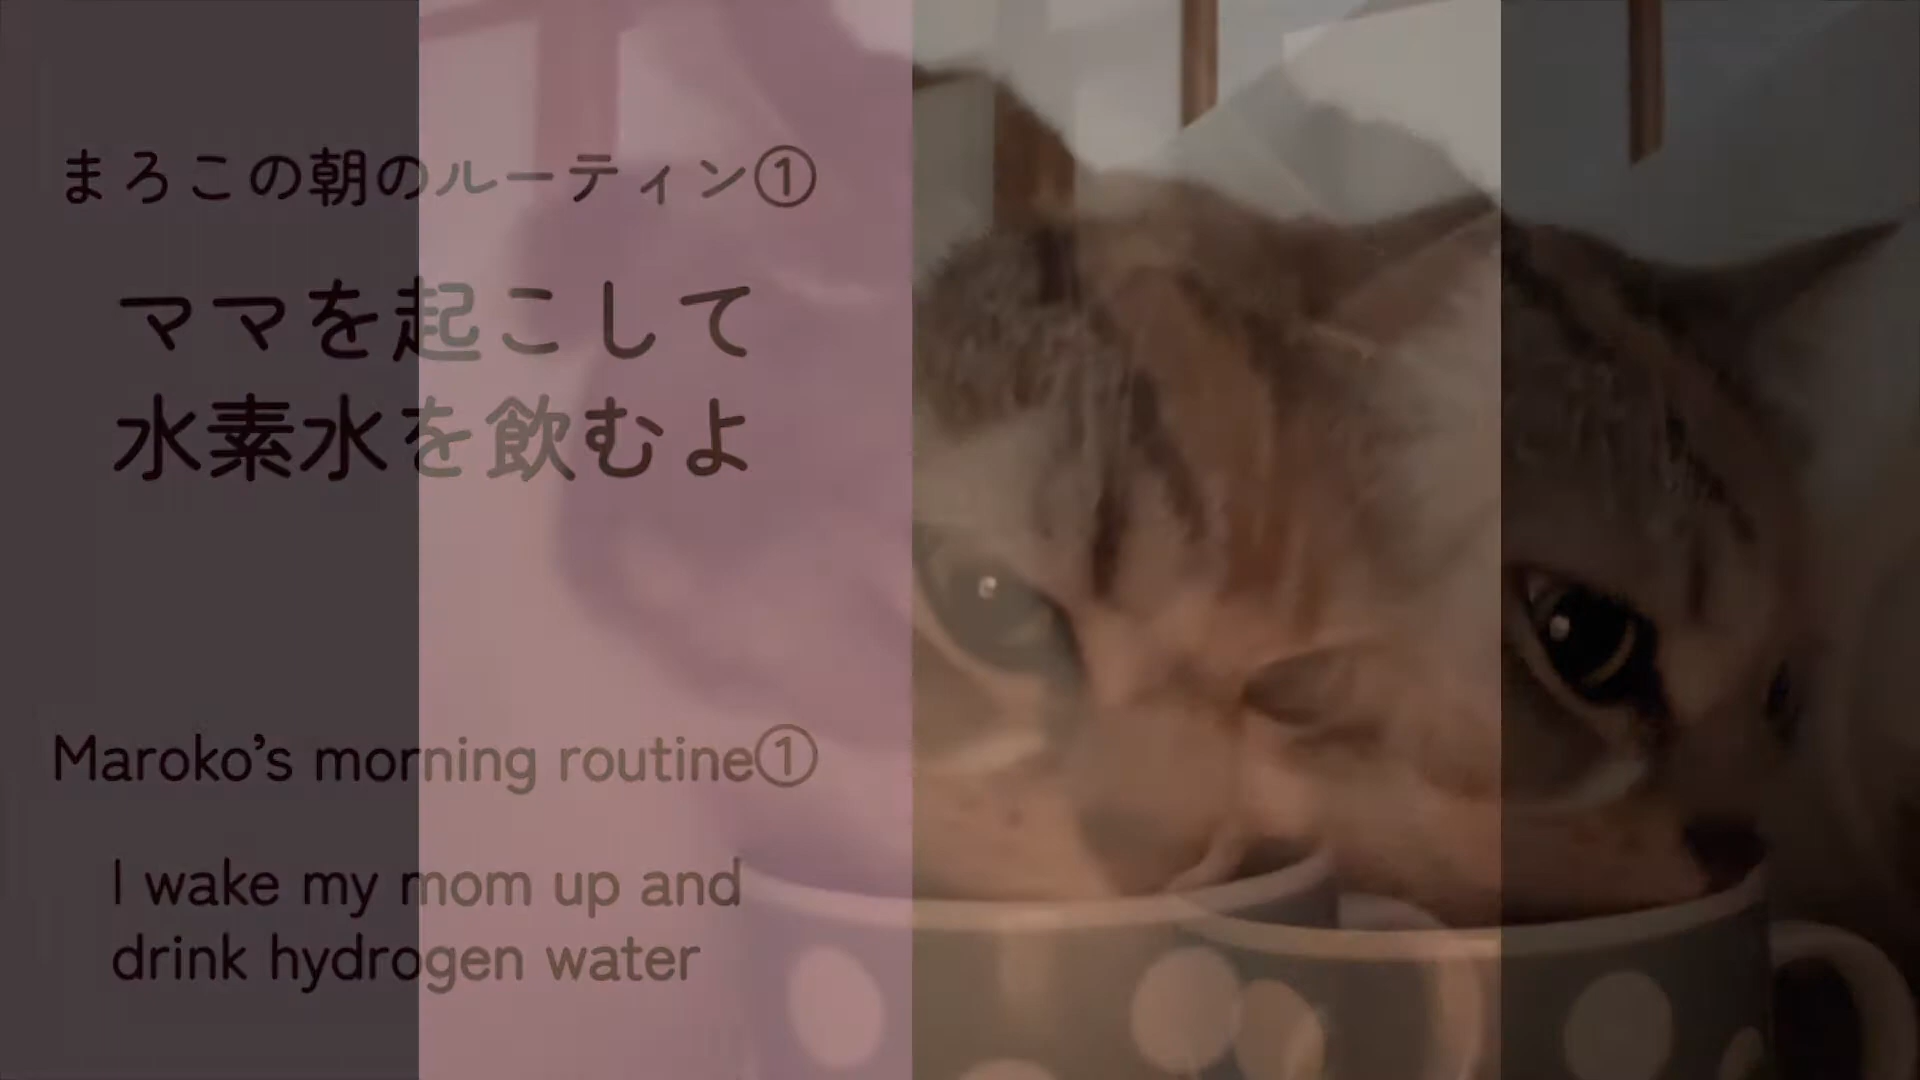 まろこの朝のルーティン①
ママを起こして
水素水を飲むよ
Maroko’s morning routine①
I wake my mom up and
drink hydrogen water